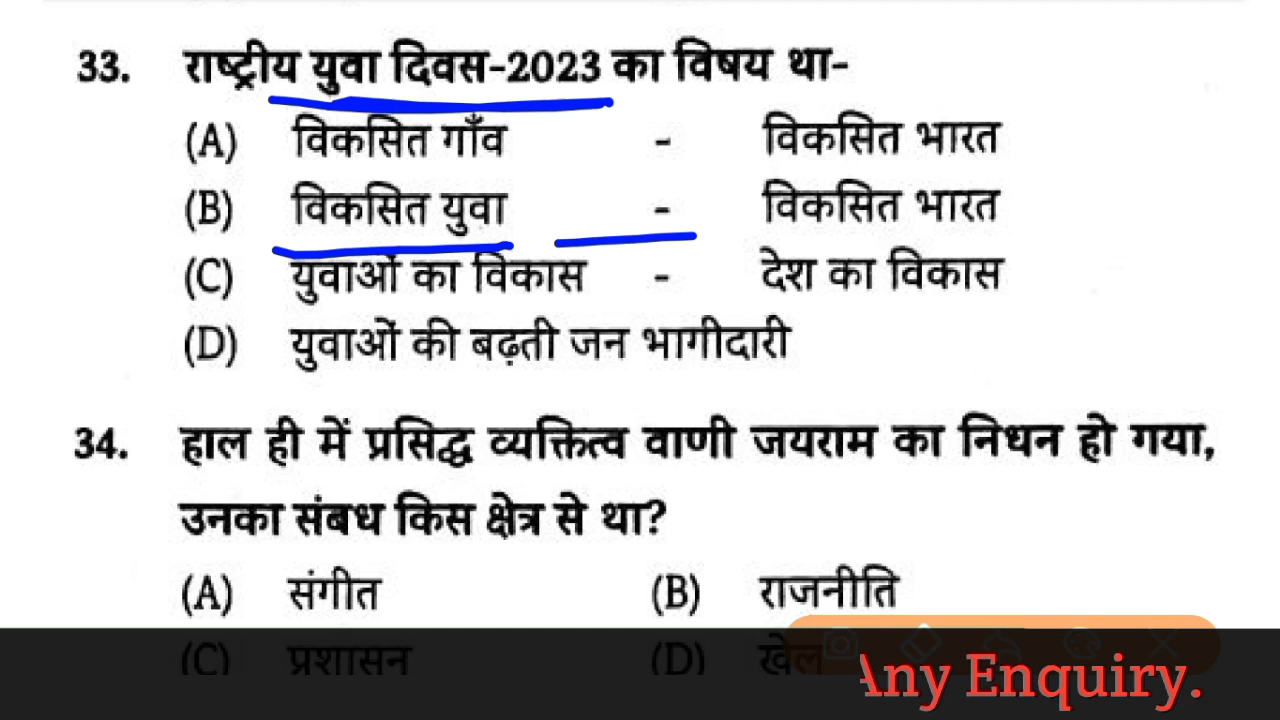 33. राष्ट्रीय युवा दिवस-2023 का विषय था-
(A) विकसित गाँव - विकसित भारत
(B) विकसित युवा - विकसित भारत
(C) युवाओं का विकास - देश का विकास
(D) युवाओं की बढ़ती जन भागीदारी
34. हाल ही में प्रसिद्ध व्यक्तित्व वाणी जयराम का निधन हो गया,
उनका संबध किस क्षेत्र से था?
(A) संगीत (B) राजनीति
(C) प्रशासन (D) खेल
Any Enquiry.